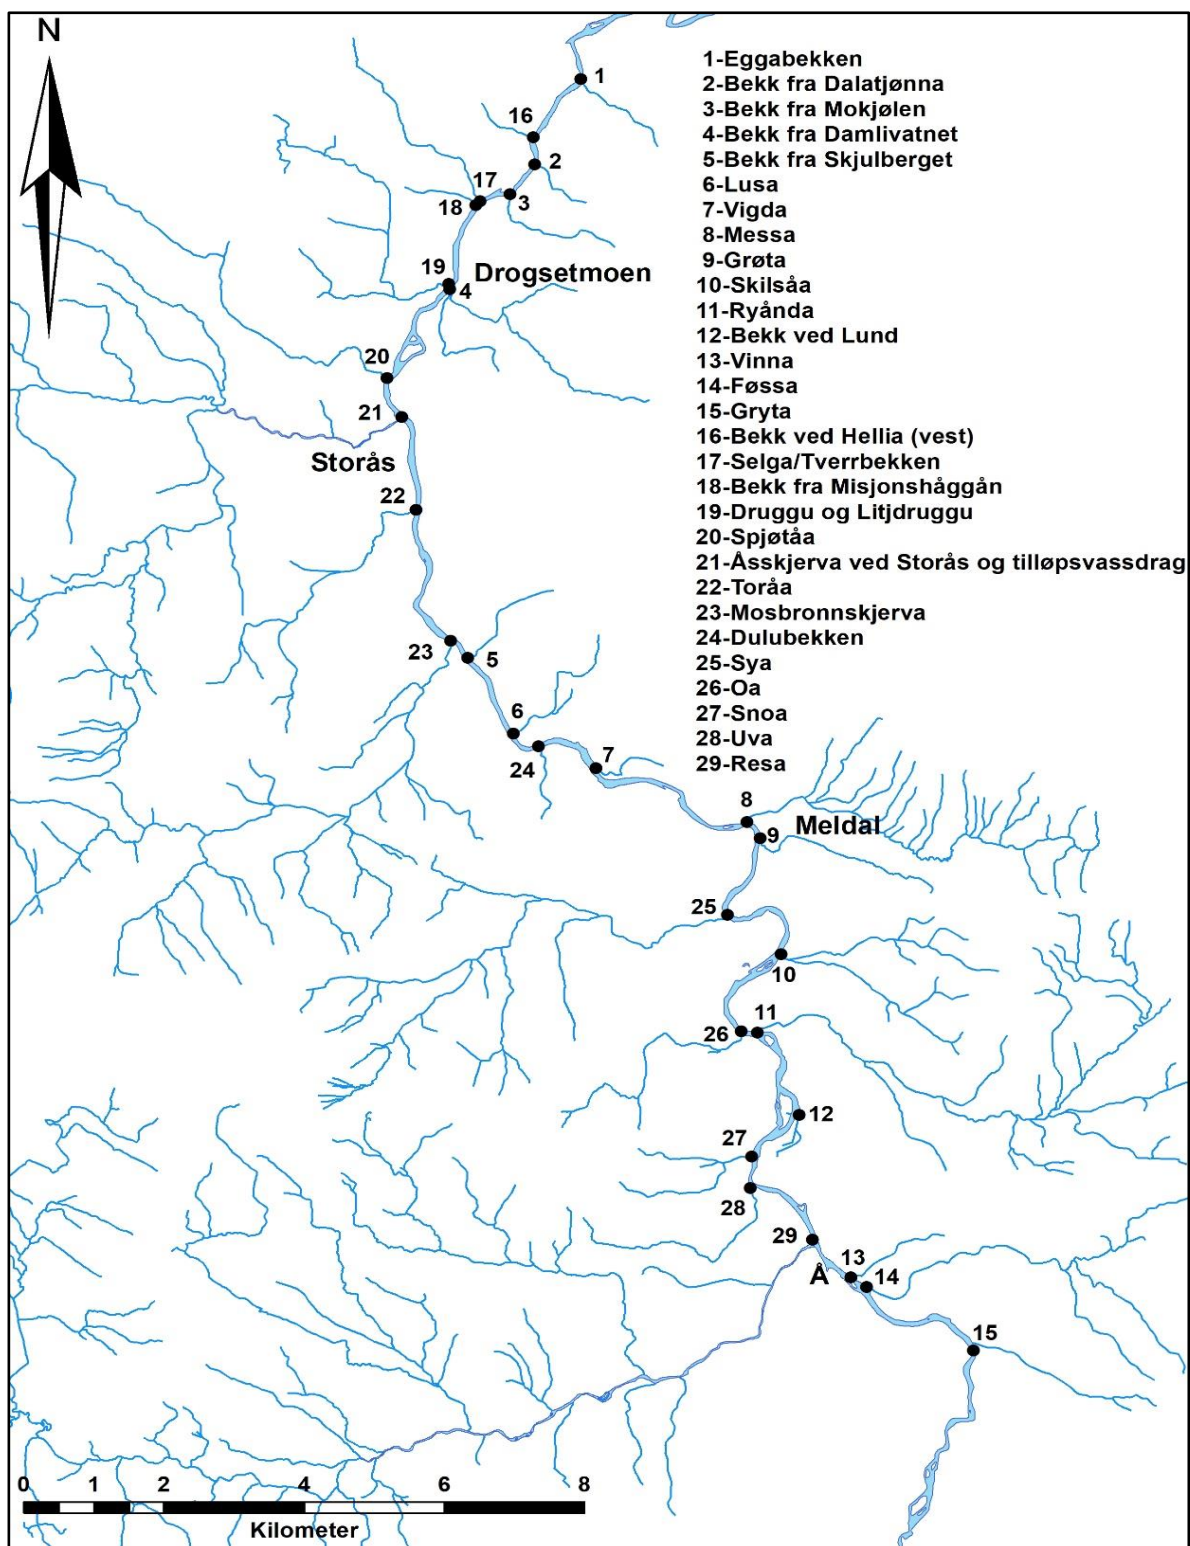 N
1-Eggabekken
2-Bekk fra Dalatjønna
3-Bekk fra Mokjølen
4-Bekk fra Damlivatnet
5-Bekk fra Skjulberget
6-Lusa
7-Vigda
8-Messa
9-Grøta
10-Skilsåa
11-Ryånda
12-Bekk ved Lund
13-Vinna
14-Føssa
15-Gryta
16-Bekk ved Hellia (vest)
17-Selga/Tverrbekken
18-Bekk fra Misjonshåggån
19-Druggu og Litjdruggu
20-Spjøtåa
21-Åsskjerva ved Storås og tilløpsvassdrag
22-Toråa
23-Mosbronnskjerva
24-Dulubekken
25-Sya
26-Oa
27-Snoa
28-Uva
29-Resa
1
16
2
17
3
18
19
Drogsetmoen
4
20
21
Storås
22
23
5
6
24
7
8
Meldal
9
25
10
11
26
12
27
28
29
13
Å
14
15
0 1 2 4 6 8
Kilometer